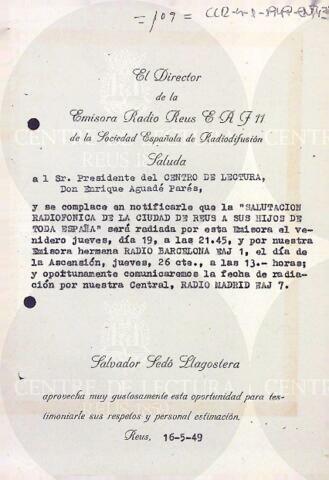 = 109 =
El Director
de la
Emisora Radio Reus E A J 11
de la Sociedad Española de Radiodifusión
Saluda
a l Sr. Presidente del CENTRO DE LECTURA,
Don Enrique Aguadé Parés,
y se complace en notificarle que la "SALUTACION
RADIOFONICA DE LA CIUDAD DE REUS A SUS HIJOS DE
TODA ESPAÑA" será radiada por esta Emisora el ve-
nidero jueves, día 19, a las 21.45, y por nuestra
Emisora hermana RADIO BARCELONA EAJ 1, el día de
la Ascensión, jueves, 26 cte., a las 13.- horas;
y oportunamente comunicaremos la fecha de radia-
ción por nuestra Central, RADIO MADRID EAJ 7.
Salvador Sedó Llagostera
aprovecha muy gustosamente esta oportunidad para tes-
timoniarle sus respetos y personal estimación.
Reus, 16-5-49